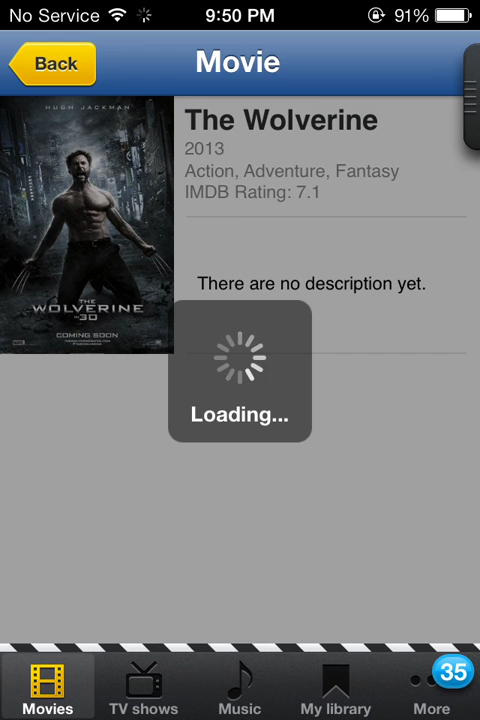 No Service 9:50 PM 91%
Back Movie
HUGH JACKMAN
THE
WOLVERINE
IN 3D
COMING SOON
The Wolverine
2013
Action, Adventure, Fantasy
IMDB Rating: 7.1
There are no description yet.
Loading...
35
Movies TV shows Music My library More